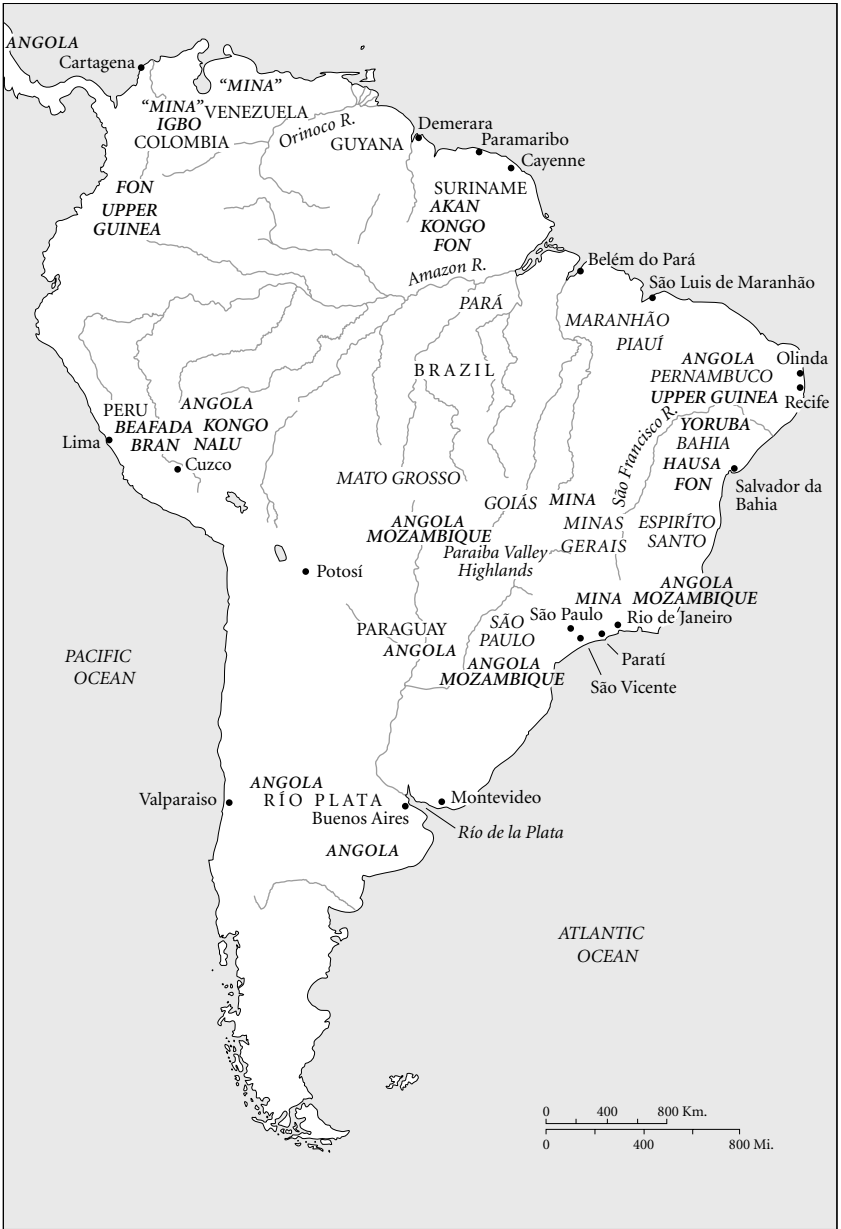 ANGOLA
Cartagena
"MINA"
"MINA" VENEZUELA
IGBO
COLOMBIA
Orinoco R.
GUYANA
Demerara
Paramaribo
Cayenne
FON
UPPER
GUINEA
SURINAME
AKAN
KONGO
FON
Amazon R.
Belém do Pará
São Luis de Maranhão
PARÁ
MARANHÃO
PIAUÍ
BRAZIL
ANGOLA
PERNAMBUCO
UPPER GUINEA
Olinda
Recife
PERU
ANGOLA
BEAFADA KONGO
BRAN NALU
Lima
Cuzco
São Francisco R.
YORUBA
BAHIA
HAUSA
FON
Salvador da
Bahia
MATO GROSSO
GOIÁS
MINA
ANGOLA
MOZAMBIQUE
MINAS
GERAIS
ESPIRÍTO
SANTO
Paraiba Valley
Highlands
Potosí
ANGOLA
MOZAMBIQUE
MINA
São Paulo
Rio de Janeiro
PARAGUAY
ANGOLA
SÃO
PAULO
ANGOLA
MOZAMBIQUE
Paratí
São Vicente
PACIFIC
OCEAN
ANGOLA
RÍO PLATA
Valparaiso
Buenos Aires
Montevideo
Río de la Plata
ANGOLA
ATLANTIC
OCEAN
0 400 800 Km.
0 400 800 Mi.